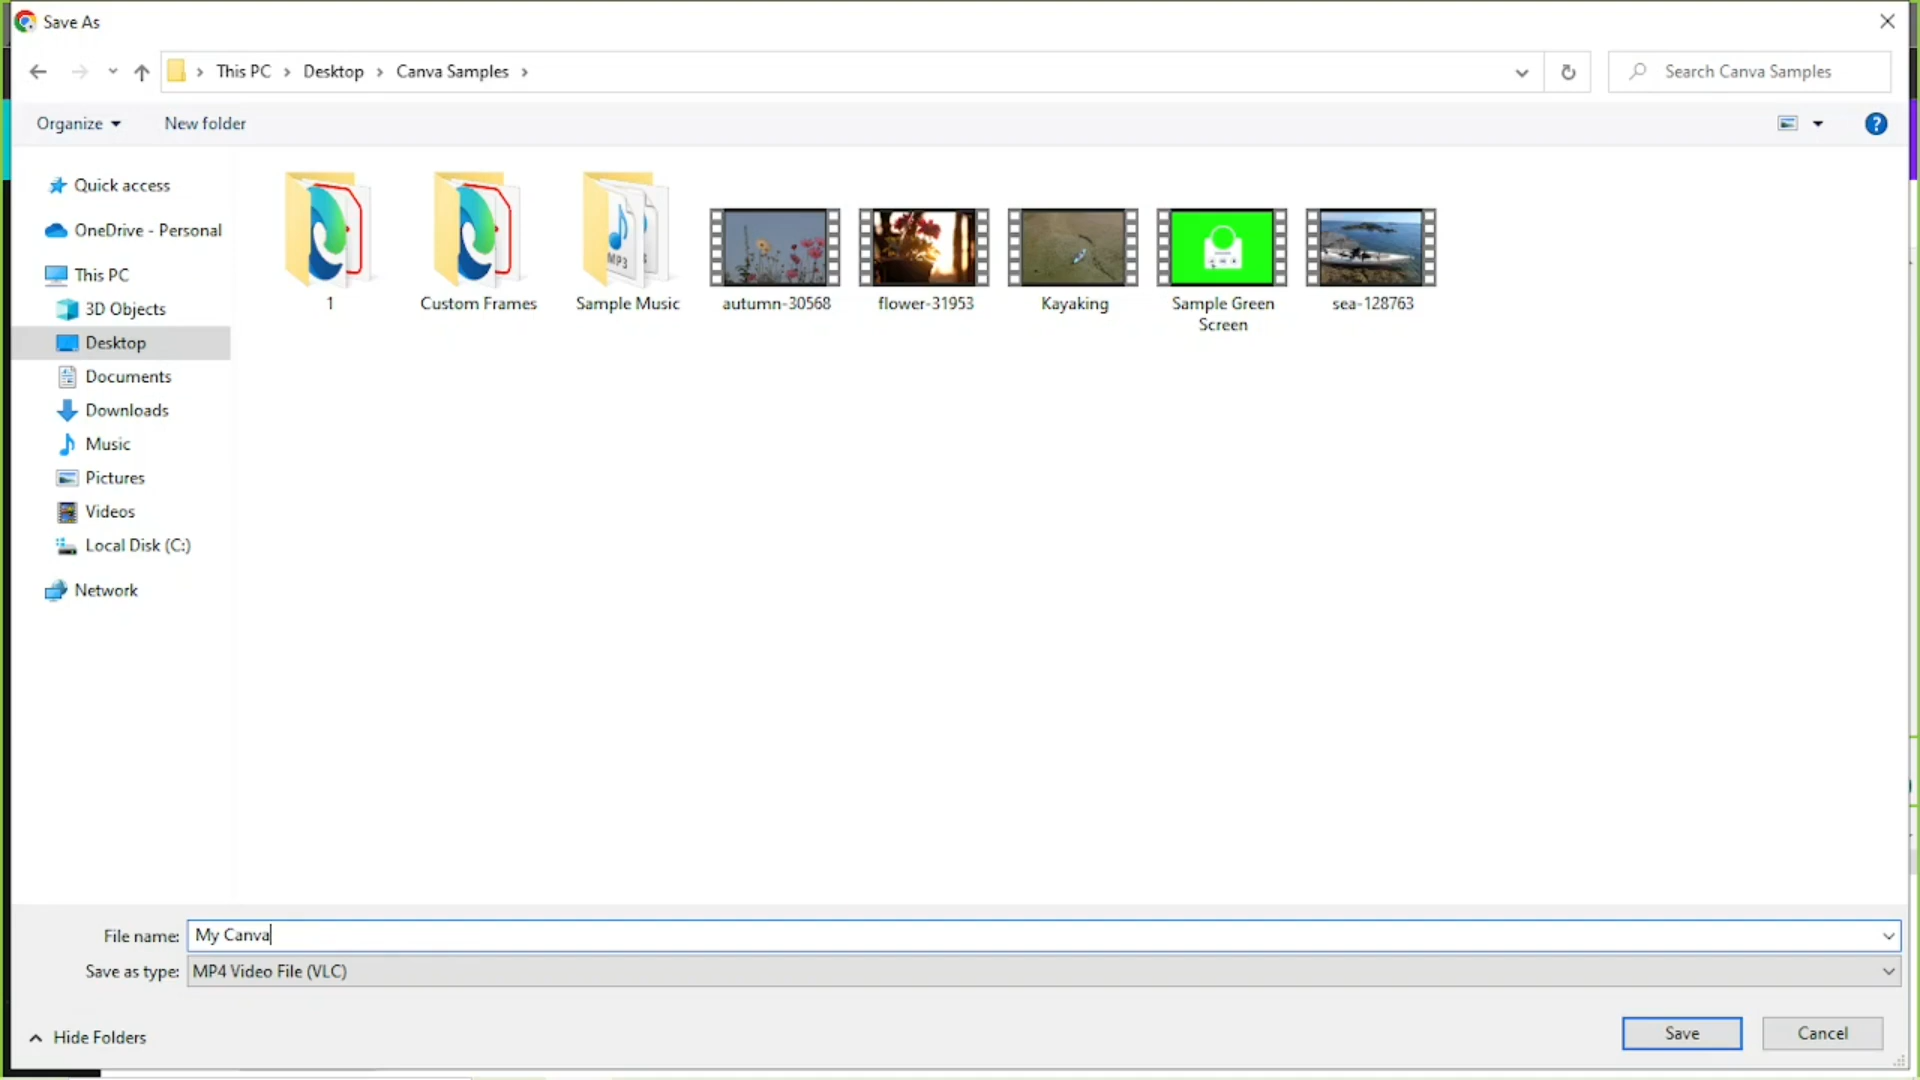 Save As
This PC
Desktop
Canva Samples
Search Canva Samples
Organize
New folder
?
Quick access
OneDrive - Personal
This PC
3D Objects
Desktop
Documents
Downloads
Music
Pictures
Videos
Local Disk (C:)
Network
MP3
1
Custom Frames
Sample Music
autumn-30568
flower-31953
Kayaking
Sample Green
Screen
sea-128763
File name: My Canva
Save as type: MP4 Video File (VLC)
Hide Folders
Save
Cancel